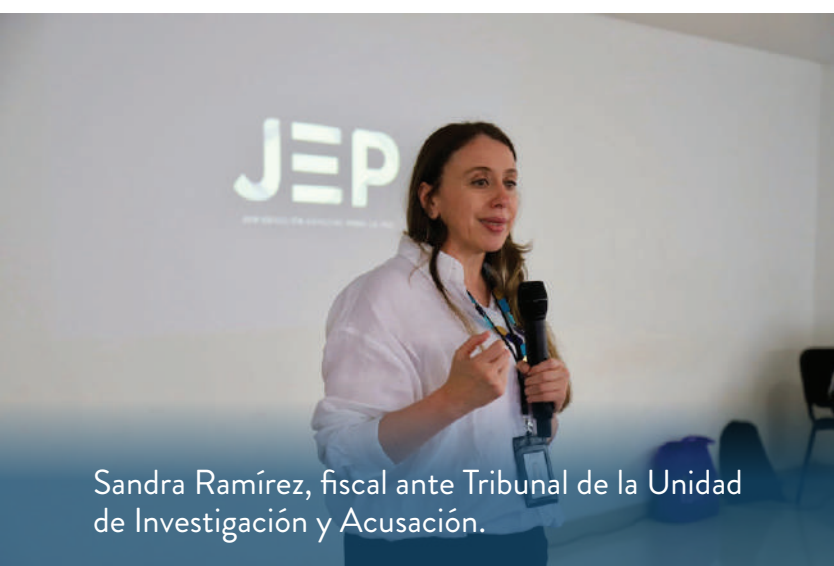 JEP
Sandra Ramírez, fiscal ante Tribunal de la Unidad
de Investigación y Acusación.